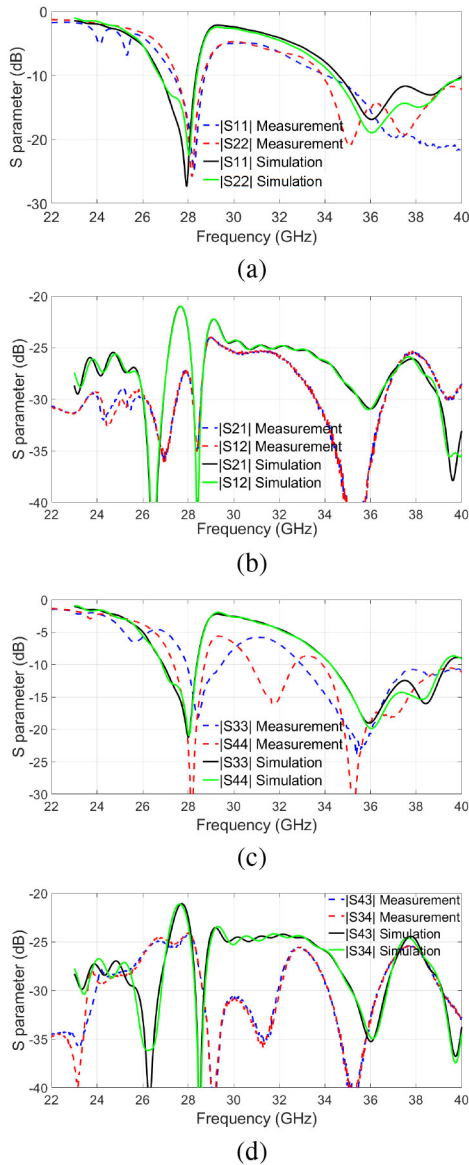 0
-10
-20
-30
S parameter (dB)
|S11| Measurement
|S22| Measurement
|S11| Simulation
|S22| Simulation
22 24 26 28 30 32 34 36 38 40
Frequency (GHz)
(a)
-20
-25
-30
-35
-40
S parameter (dB)
|S21| Measurement
|S12| Measurement
|S21| Simulation
|S12| Simulation
22 24 26 28 30 32 34 36 38 40
Frequency (GHz)
(b)
0
-5
-10
-15
-20
-25
-30
S parameter (dB)
|S33| Measurement
|S44| Measurement
|S33| Simulation
|S44| Simulation
22 24 26 28 30 32 34 36 38 40
Frequency (GHz)
(c)
-20
-25
-30
-35
-40
S parameter (dB)
|S43| Measurement
|S34| Measurement
|S43| Simulation
|S34| Simulation
22 24 26 28 30 32 34 36 38 40
Frequency (GHz)
(d)